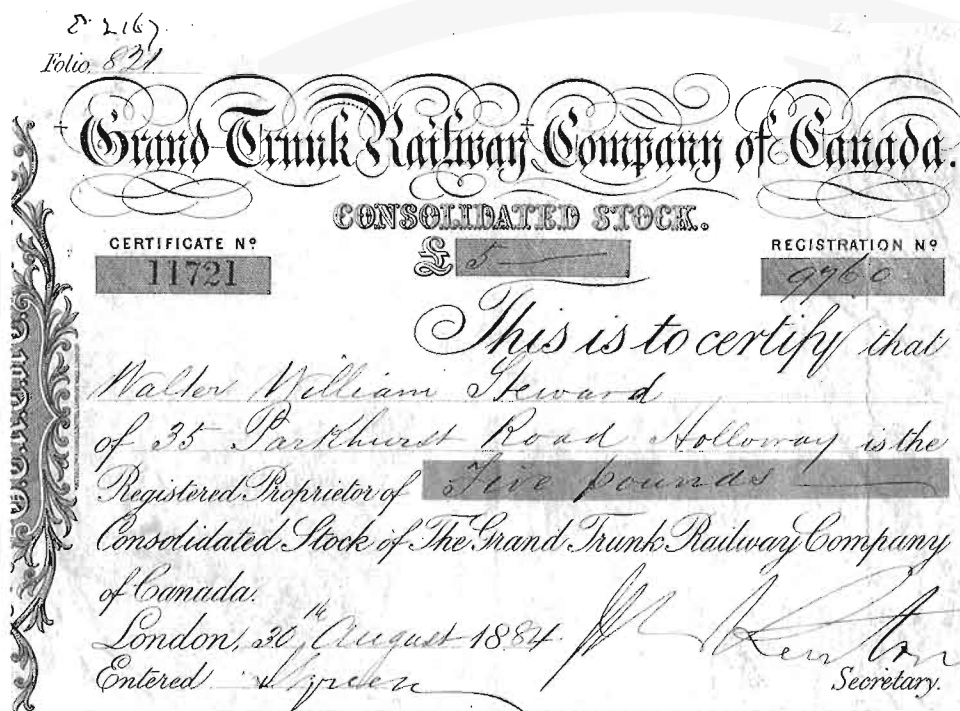 E 2167.
Folio. 821
Grand Trunk Railway Company of Canada.
CONSOLIDATED STOCK.
CERTIFICATE Nº
11721
£ 5
REGISTRATION Nº
9760
This is to certify that
Walter William Steward
of 35 Parkhurst Road Holloway is the
Registered Proprietor of Five pounds
Consolidated Stock of The Grand Trunk Railway Company
of Canada.
London, 30th August 1884.
Entered
Secretary.